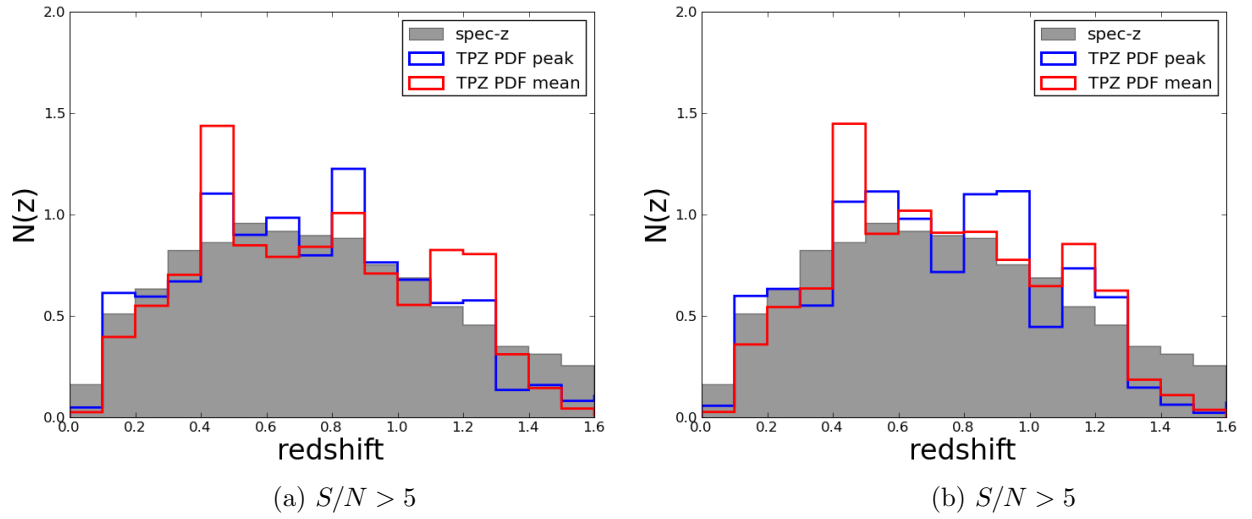 2.0
1.5
1.0
0.5
0.0
N(z)
spec-z
TPZ PDF peak
TPZ PDF mean
0.0 0.2 0.4 0.6 0.8 1.0 1.2 1.4 1.6
redshift
(a) S/N > 5
2.0
1.5
1.0
0.5
0.0
N(z)
spec-z
TPZ PDF peak
TPZ PDF mean
0.0 0.2 0.4 0.6 0.8 1.0 1.2 1.4 1.6
redshift
(b) S/N > 5